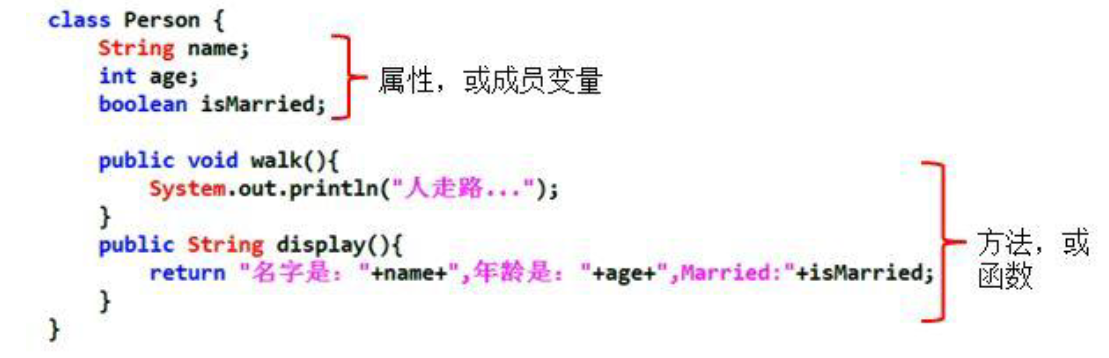 class Person {
String name;
int age;
boolean isMarried;
属性，或成员变量
public void walk(){
System.out.println("人走路...");
}
public String display(){
return "名字是："+name+",年龄是："+age+",Married:"+isMarried;
}
}
方法，或
函数